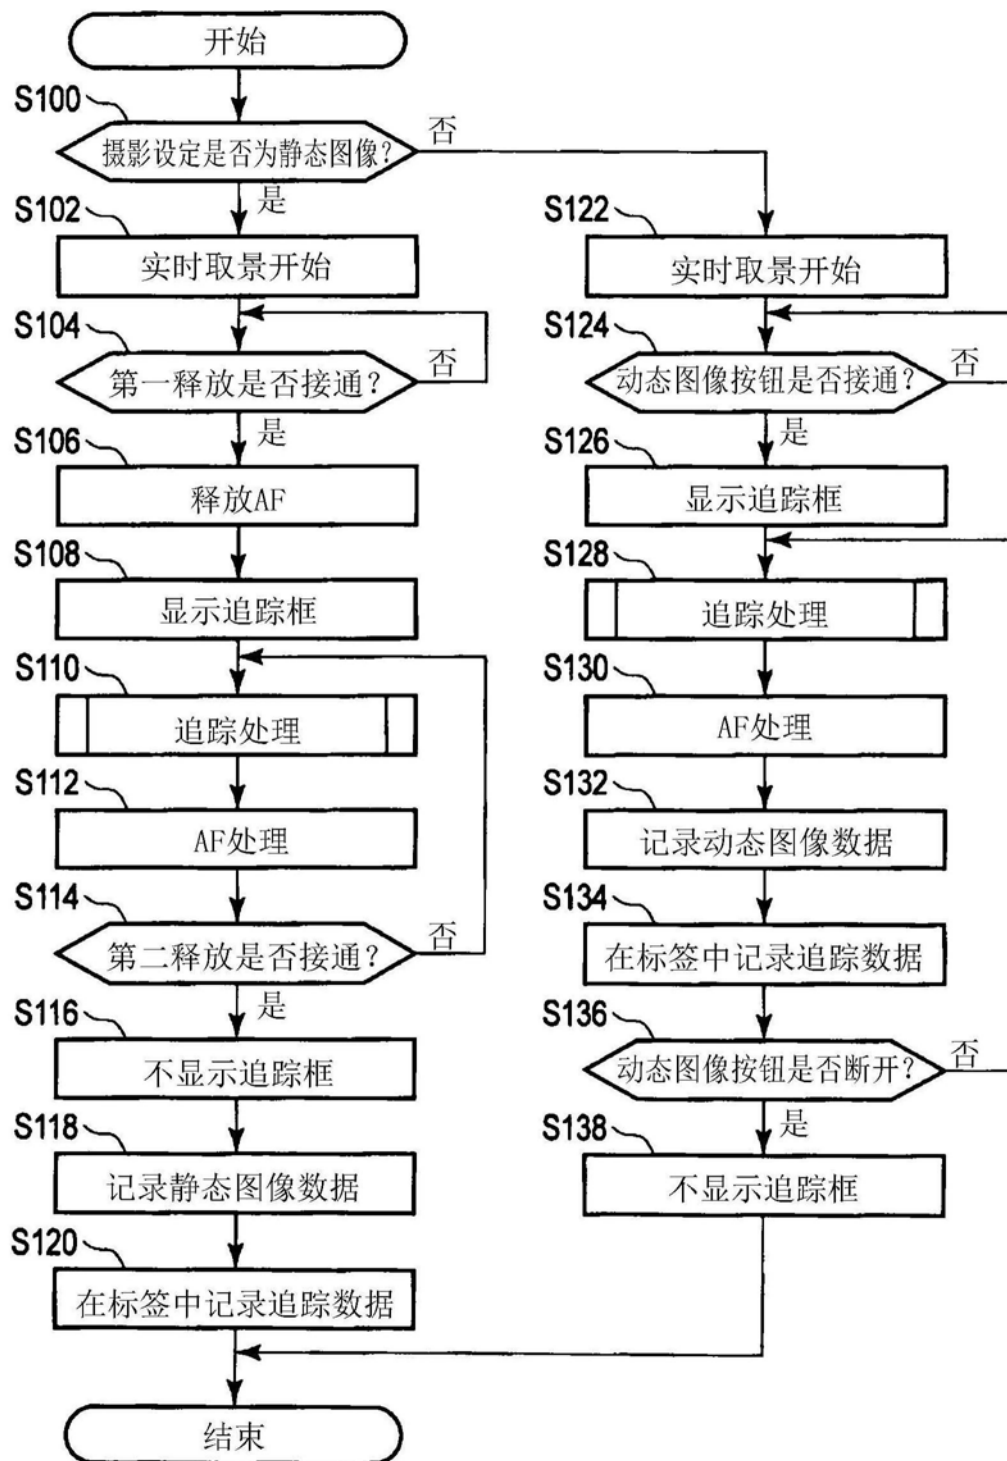 开始
S100
摄影设定是否为静态图像?
否
是
S102
实时取景开始
S104
第一释放是否接通?
否
是
S106
释放AF
S108
显示追踪框
S110
追踪处理
S112
AF处理
S114
第二释放是否接通?
否
是
S116
不显示追踪框
S118
记录静态图像数据
S120
在标签中记录追踪数据
S122
实时取景开始
S124
动态图像按钮是否接通?
否
是
S126
显示追踪框
S128
追踪处理
S130
AF处理
S132
记录动态图像数据
S134
在标签中记录追踪数据
S136
动态图像按钮是否断开?
否
是
S138
不显示追踪框
结束